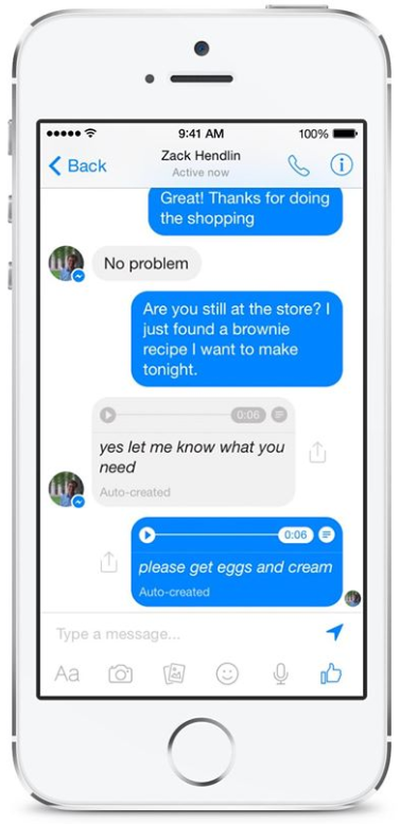 9:41 AM
100%
Back
Zack Hendlin
Active now
Great! Thanks for doing
the shopping
No problem
Are you still at the store? I
just found a brownie
recipe I want to make
tonight.
0:06
yes let me know what you
need
Auto-created
0:06
please get eggs and cream
Auto-created
Type a message...
Aa